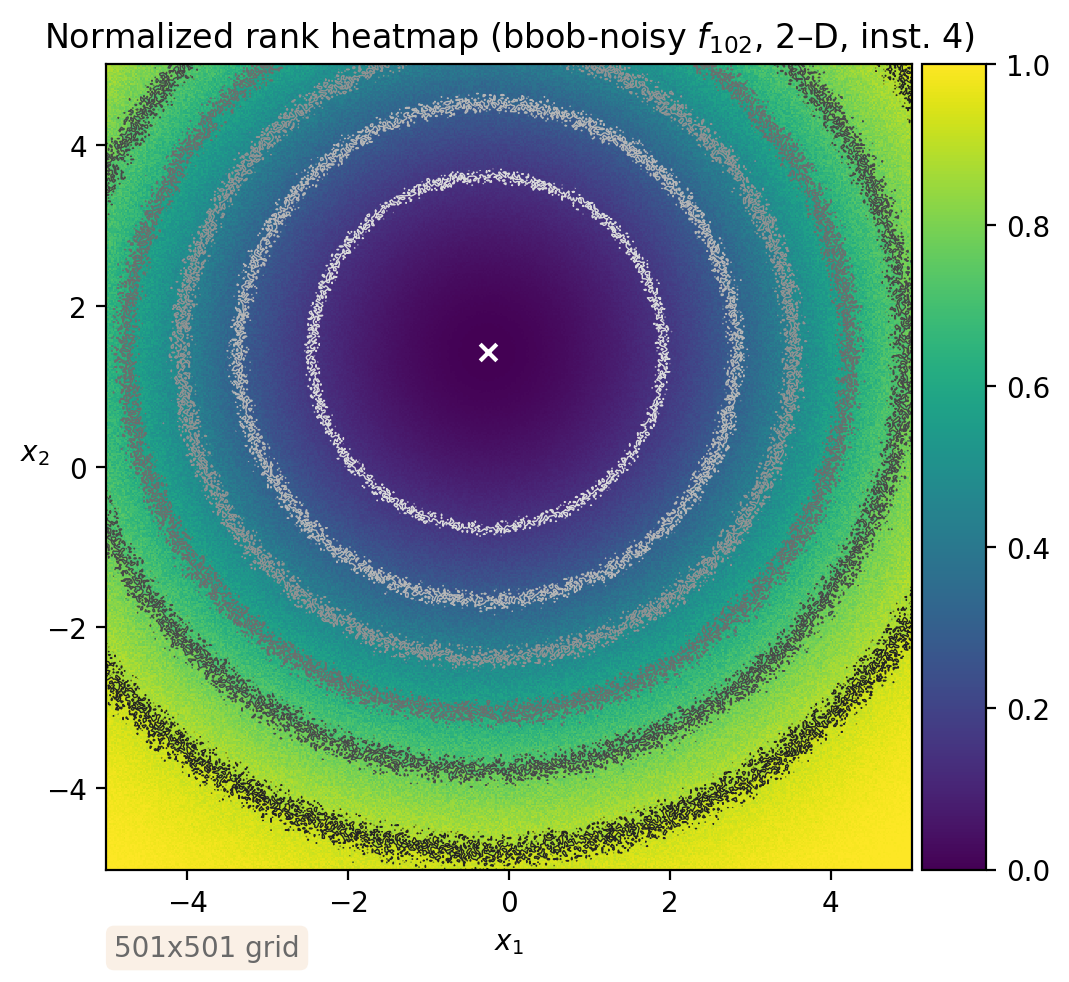 Normalized rank heatmap (bbob-noisy f₁₀₂, 2–D, inst. 4)
1.0
0.8
0.6
0.4
0.2
0.0
4
2
0
−2
−4
x₂
−4 −2 0 2 4
x₁
501x501 grid